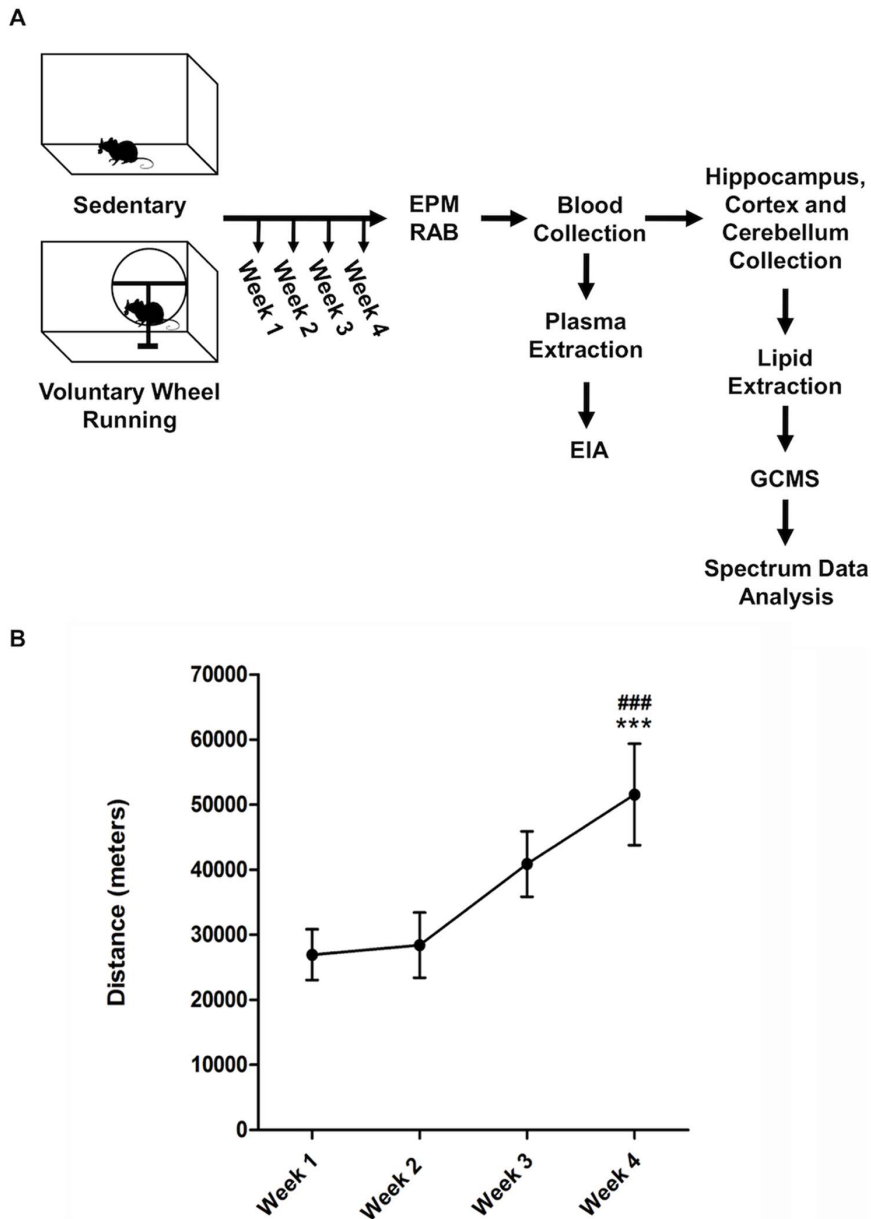 A
Sedentary
Voluntary Wheel
Running
Week 1
Week 2
Week 3
Week 4
EPM
RAB
Blood
Collection
Plasma
Extraction
EIA
Hippocampus,
Cortex and
Cerebellum
Collection
Lipid
Extraction
GCMS
Spectrum Data
Analysis
B
Distance (meters)
70000
60000
50000
40000
30000
20000
10000
0
###
***
Week 1
Week 2
Week 3
Week 4